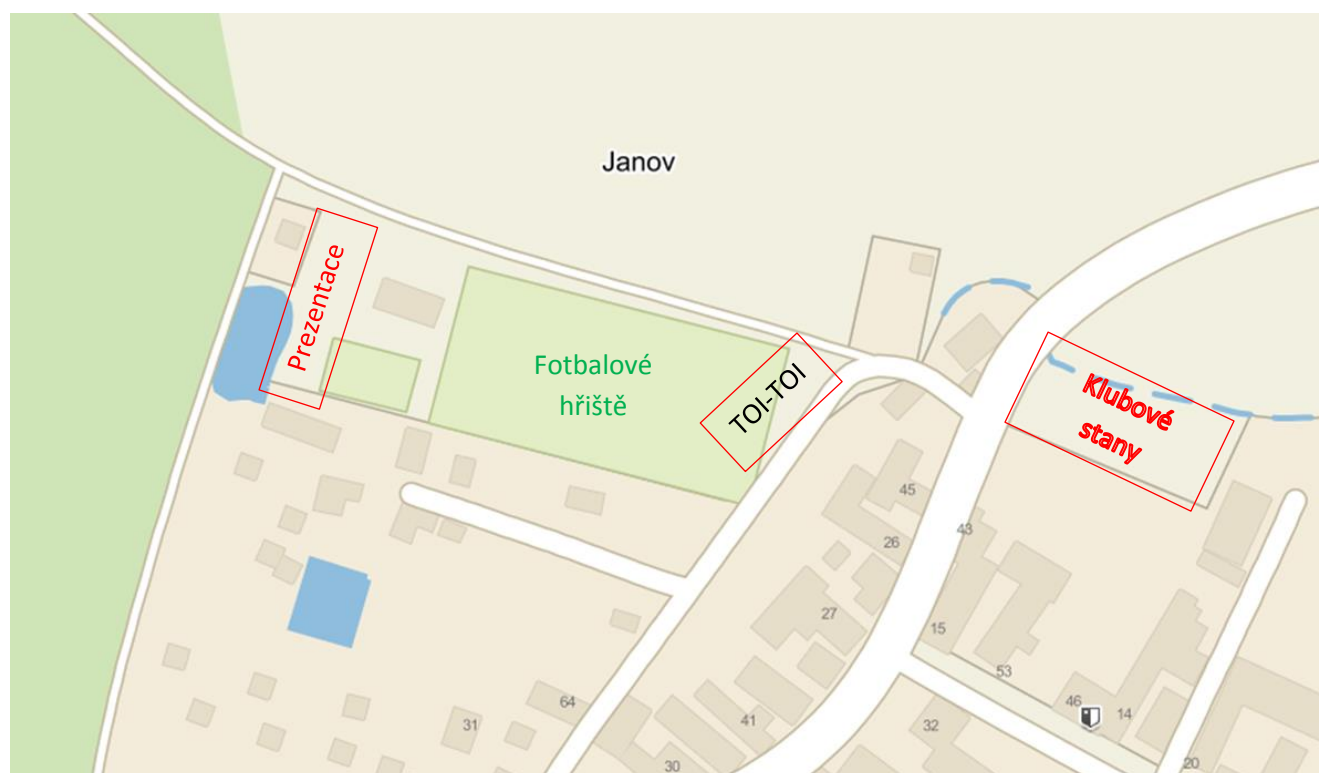 Janov
Prezentace
Fotbalové
hřiště
TOI-TOI
Klubové
stany
45
26
43
27
15
53
64
46
14
31
41
32
30
20